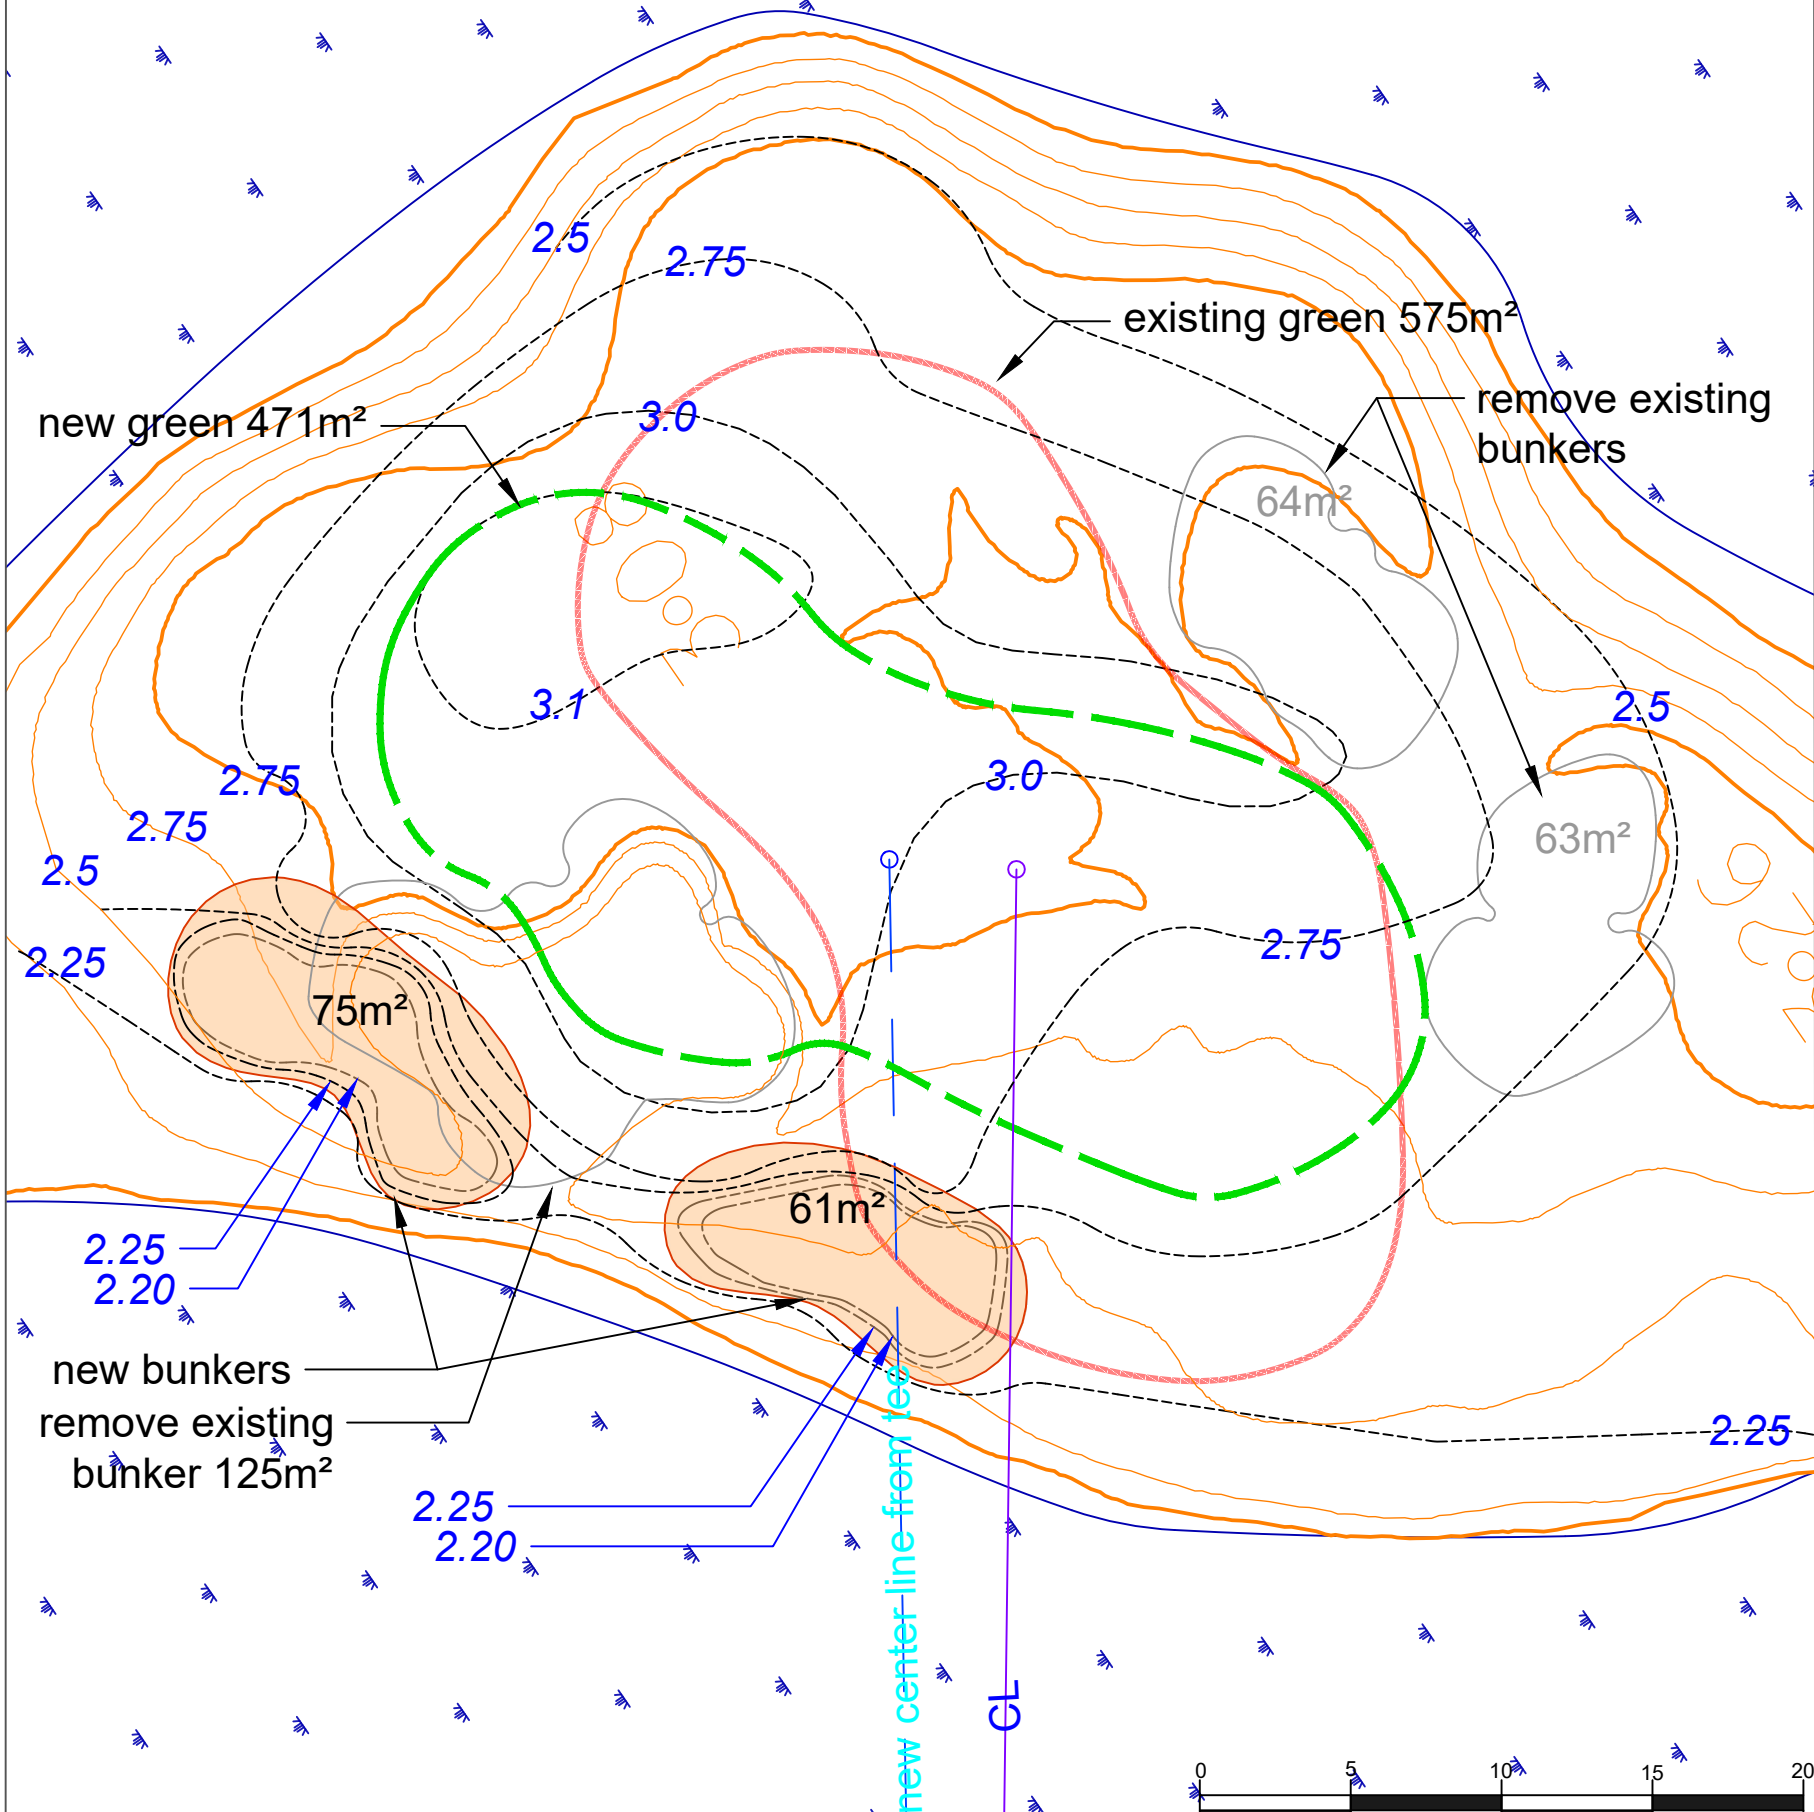 2.5
2.75
existing green 575m²
remove existing
bunkers
new green 471m²
3.0
64m²
3.1
2.5
2.75
3.0
2.75
63m²
2.5
2.75
2.25
75m²
61m²
2.25
2.20
new bunkers
remove existing
bunker 125m²
2.25
2.25
2.20
new center line from tee
CL
0 5 10 15 20